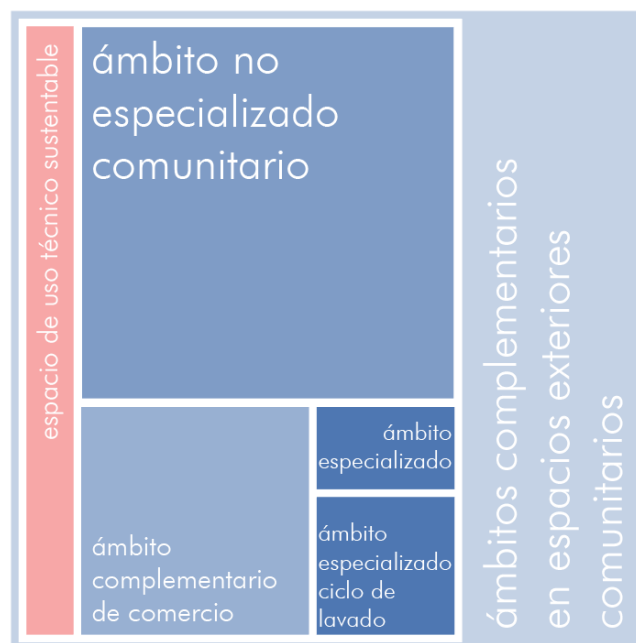 espacio de uso técnico sustentable
ámbito no
especializado
comunitario
ámbito
complementario
de comercio
ámbito
especializado
ámbito
especializado
ciclo de
lavado
ámbitos complementarios
en espacios exteriores
comunitarios